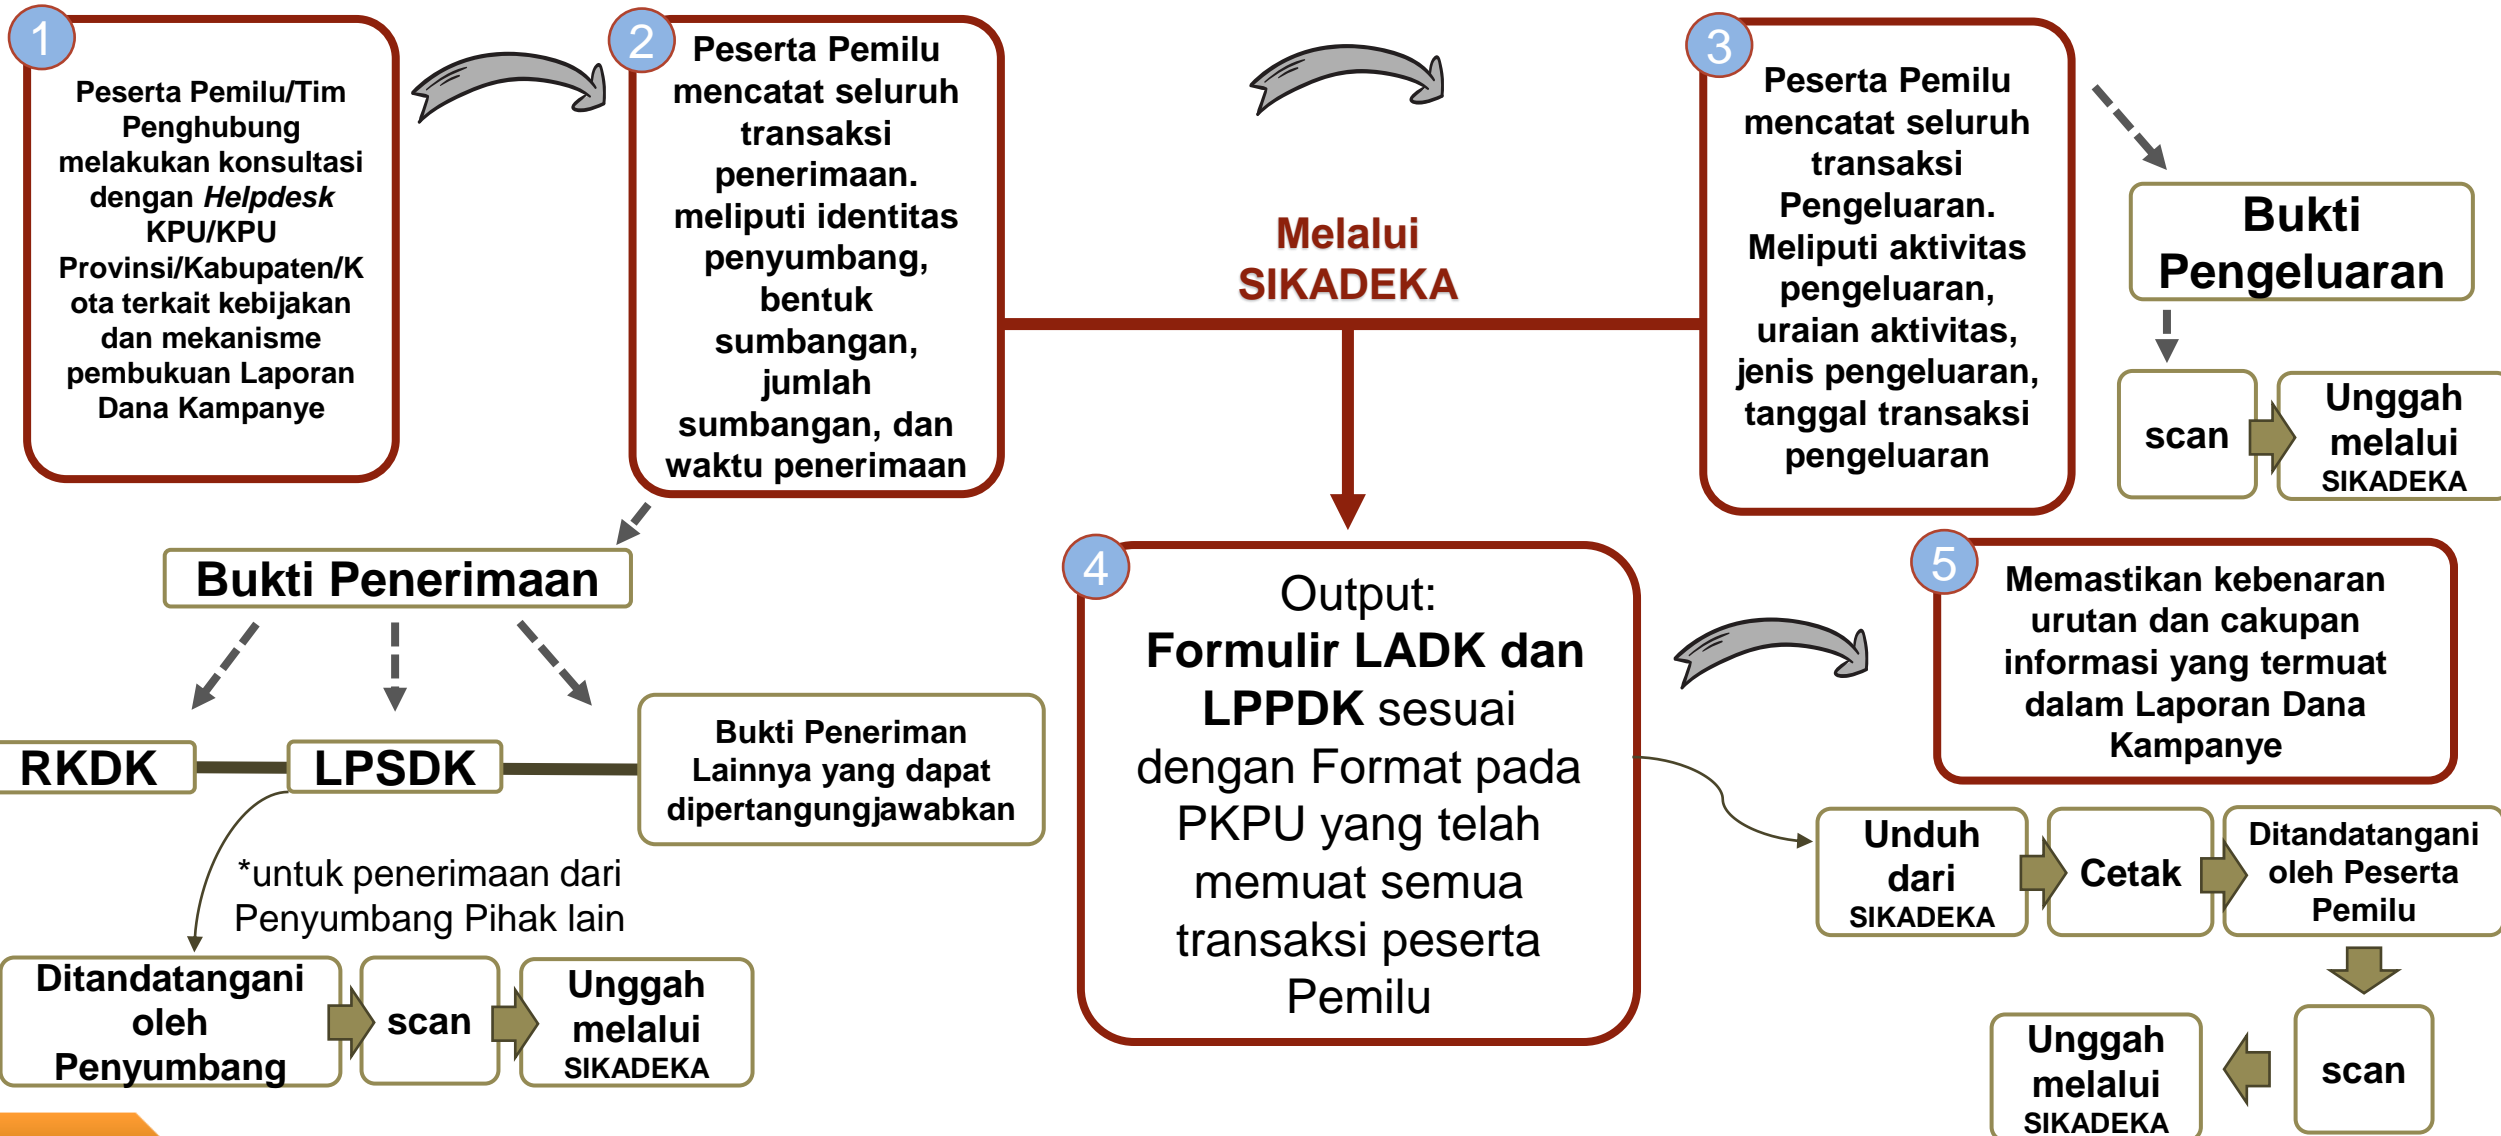 1
Peserta Pemilu/Tim
Penghubung
melakukan konsultasi
dengan Helpdesk
KPU/KPU
Provinsi/Kabupaten/K
ota terkait kebijakan
dan mekanisme
pembukuan Laporan
Dana Kampanye
2
Peserta Pemilu
mencatat seluruh
transaksi
penerimaan.
meliputi identitas
penyumbang,
bentuk
sumbangan,
jumlah
sumbangan, dan
waktu penerimaan
Melalui
SIKADEKA
3
Peserta Pemilu
mencatat seluruh
transaksi
Pengeluaran.
Meliputi aktivitas
pengeluaran,
uraian aktivitas,
jenis pengeluaran,
tanggal transaksi
pengeluaran
Bukti
Pengeluaran
scan
Unggah
melalui
SIKADEKA
Bukti Penerimaan
RKDK
LPSDK
Bukti Peneriman
Lainnya yang dapat
dipertangungjawabkan
*untuk penerimaan dari
Penyumbang Pihak lain
Ditandatangani
oleh
Penyumbang
scan
Unggah
melalui
SIKADEKA
4
Output:
Formulir LADK dan
LPPDK sesuai
dengan Format pada
PKPU yang telah
memuat semua
transaksi peserta
Pemilu
5
Memastikan kebenaran
urutan dan cakupan
informasi yang termuat
dalam Laporan Dana
Kampanye
Unduh
dari
SIKADEKA
Cetak
Ditandatangani
oleh Peserta
Pemilu
scan
Unggah
melalui
SIKADEKA